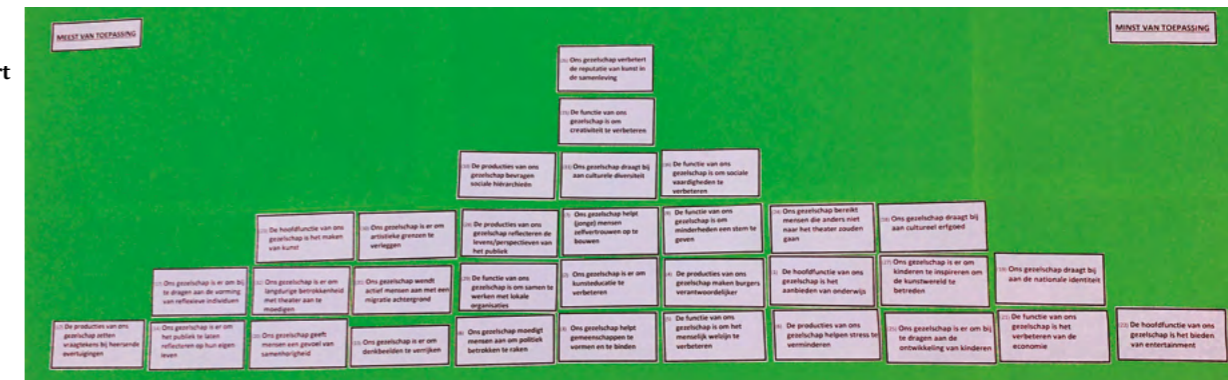 rt
MEEST VAN TOEPASSING
MINST VAN TOEPASSING
Ons gezelschap verbetert
de reputatie van kunst in
de samenleving
De functie van ons
gezelschap is om
creativiteit te verbeteren
De producties van ons
gezelschap bevragen
sociale hiërarchieën
Ons gezelschap draagt bij
aan culturele diversiteit
De functie van ons
gezelschap is om sociale
vaardigheden te
verbeteren
De hoofdfunctie van ons
gezelschap is het maken
van kunst
Ons gezelschap is er om
artistieke grenzen te
verleggen
De producties van ons
gezelschap reflecteren de
levens/perspectieven van
het publiek
Ons gezelschap helpt
(jonge) mensen
zelfvertrouwen op te
bouwen
De functie van ons
gezelschap is om
minderheden een stem te
geven
Ons gezelschap bereikt
mensen die anders niet
naar het theater zouden
gaan
Ons gezelschap draagt bij
aan cultureel erfgoed
Ons gezelschap is er om bij
te dragen aan de vorming
van reflexieve individuen
Ons gezelschap is er om
langdurige betrokkenheid
met theater aan te
moedigen
Ons gezelschap wendt
actief mensen aan met een
migratie achtergrond
De functie van ons
gezelschap is om samen te
werken met lokale
organisaties
Ons gezelschap is er om
kunsteducatie te
verbeteren
De producties van ons
gezelschap maken burgers
verantwoordelijker
De hoofdfunctie van ons
gezelschap is het
aanbieden van onderwijs
Ons gezelschap is er om
kinderen te inspireren om
de kunstwereld te
betreden
Ons gezelschap draagt bij
aan de nationale identiteit
De producties van ons
gezelschap zetten
vraagtekens bij heersende
overtuigingen
Ons gezelschap is er om
het publiek te laten
reflecteren op hun eigen
leven
Ons gezelschap geeft
mensen een gevoel van
samenhorigheid
Ons gezelschap is er om
denkbeelden te verrijken
Ons gezelschap moedigt
mensen aan om politiek
betrokken te raken
Ons gezelschap helpt
gemeenschappen te
vormen en te binden
De functie van ons
gezelschap is om het
menselijk welzijn te
verbeteren
De producties van ons
gezelschap helpen stress te
verminderen
Ons gezelschap is er om bij
te dragen aan de
ontwikkeling van kinderen
De functie van ons
gezelschap is het
verbeteren van de
economie
De hoofdfunctie van ons
gezelschap is het bieden
van entertainment